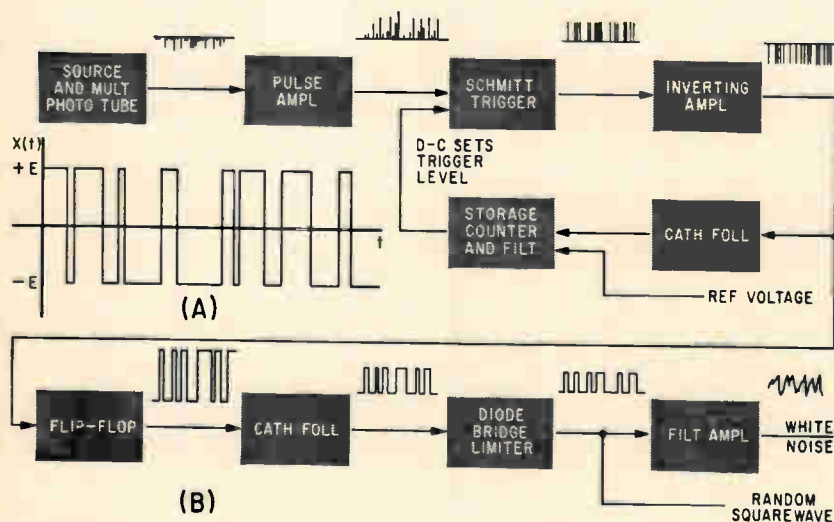 SOURCE
AND MULT
PHOTO TUBE
PULSE
AMPL
SCHMITT
TRIGGER
INVERTING
AMPL
X(t)
+E
-E
t
(A)
D-C SETS
TRIGGER
LEVEL
STORAGE
COUNTER
AND FILT
CATH FOLL
REF VOLTAGE
FLIP-FLOP
CATH FOLL
DIODE
BRIDGE
LIMITER
FILT AMPL
WHITE
NOISE
(B)
RANDOM
SQUAREWAVE